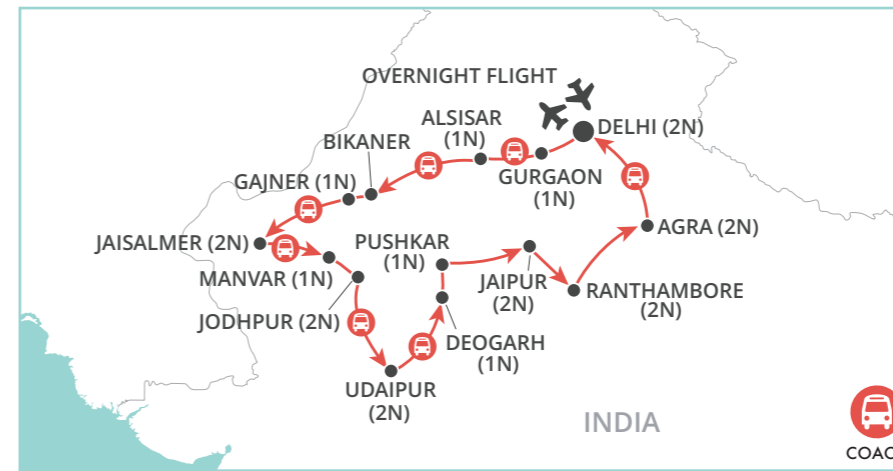 OVERNIGHT FLIGHT
DELHI (2N)
ALSISAR
(1N)
GURGAON
(1N)
BIKANER
GAJNER (1N)
JAISALMER (2N)
MANVAR (1N)
JODHPUR (2N)
UDAIPUR
(2N)
DEOGARH
(1N)
PUSHKAR
(1N)
JAIPUR
(2N)
RANTHAMBORE
(2N)
AGRA (2N)
INDIA